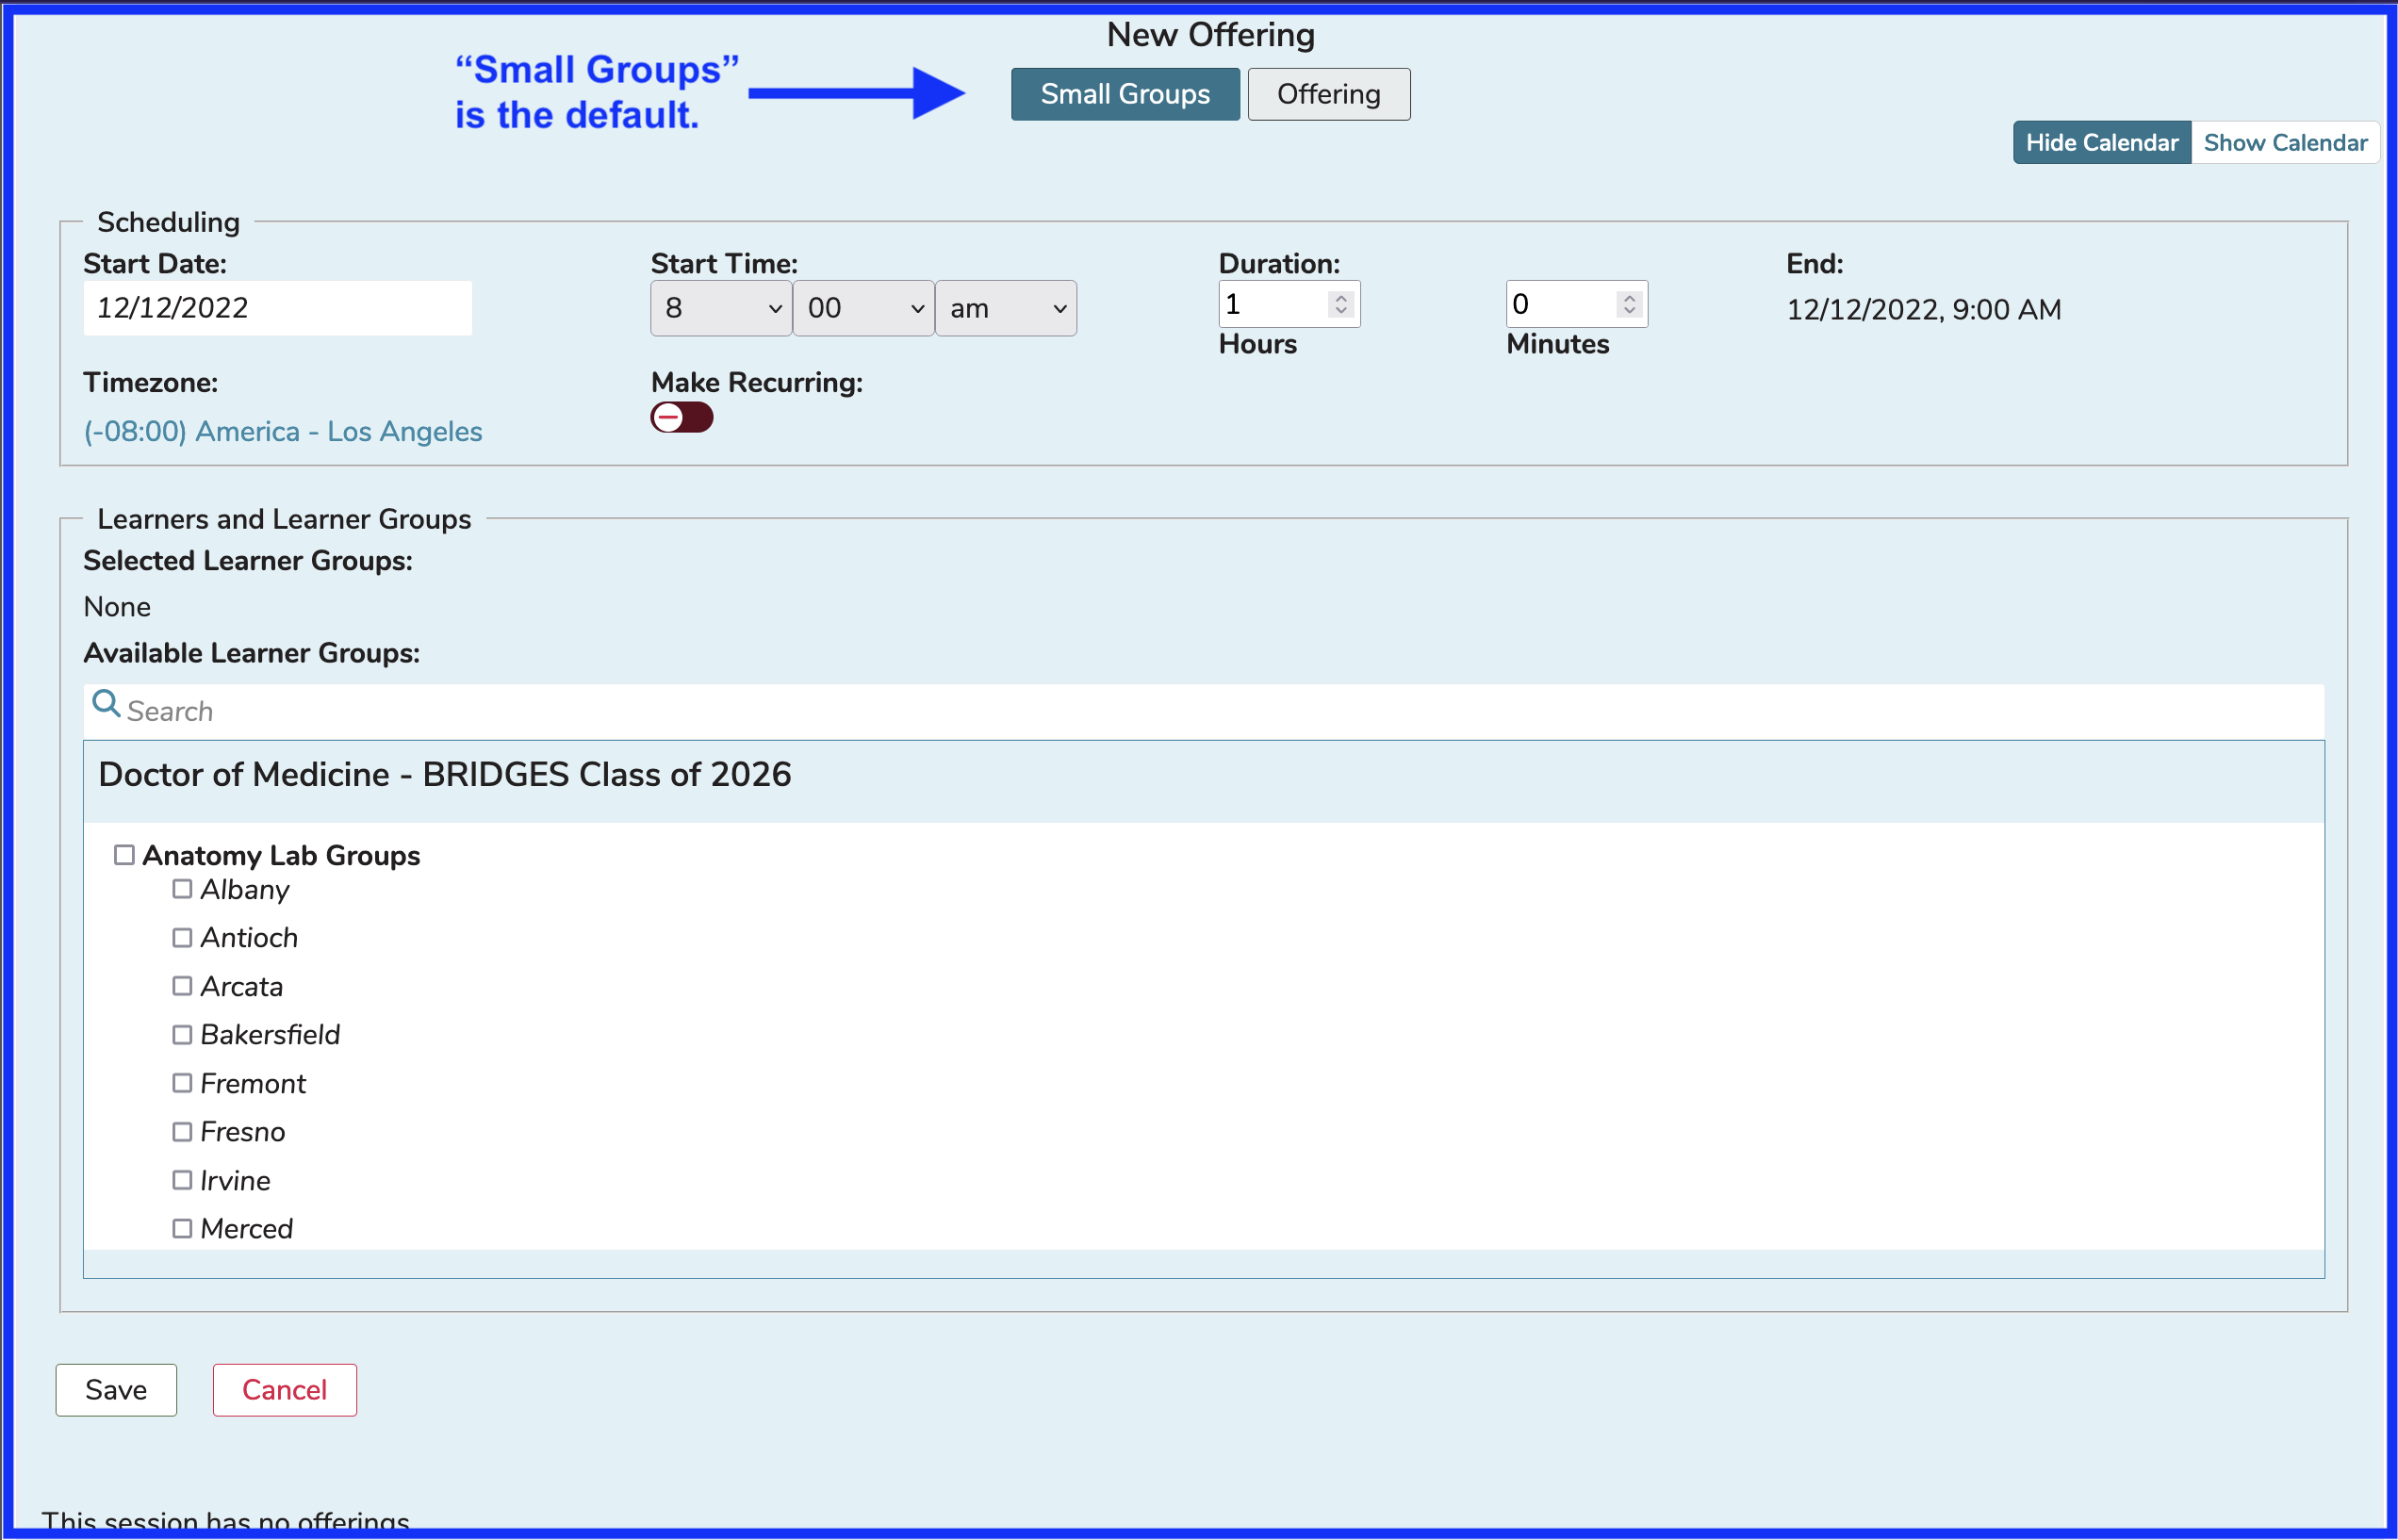 New Offering
“Small Groups”
is the default.
Small Groups Offering
Hide Calendar Show Calendar
Scheduling
Start Date: Start Time: Duration: End:
12/12/2022 8 00 am 1 0 12/12/2022, 9:00 AM
Hours Minutes
Timezone: Make Recurring:
(-08:00) America - Los Angeles
Learners and Learner Groups
Selected Learner Groups:
None
Available Learner Groups:
Search
Doctor of Medicine - BRIDGES Class of 2026
Anatomy Lab Groups
Albany
Antioch
Arcata
Bakersfield
Fremont
Fresno
Irvine
Merced
Save Cancel
This session has no offerings